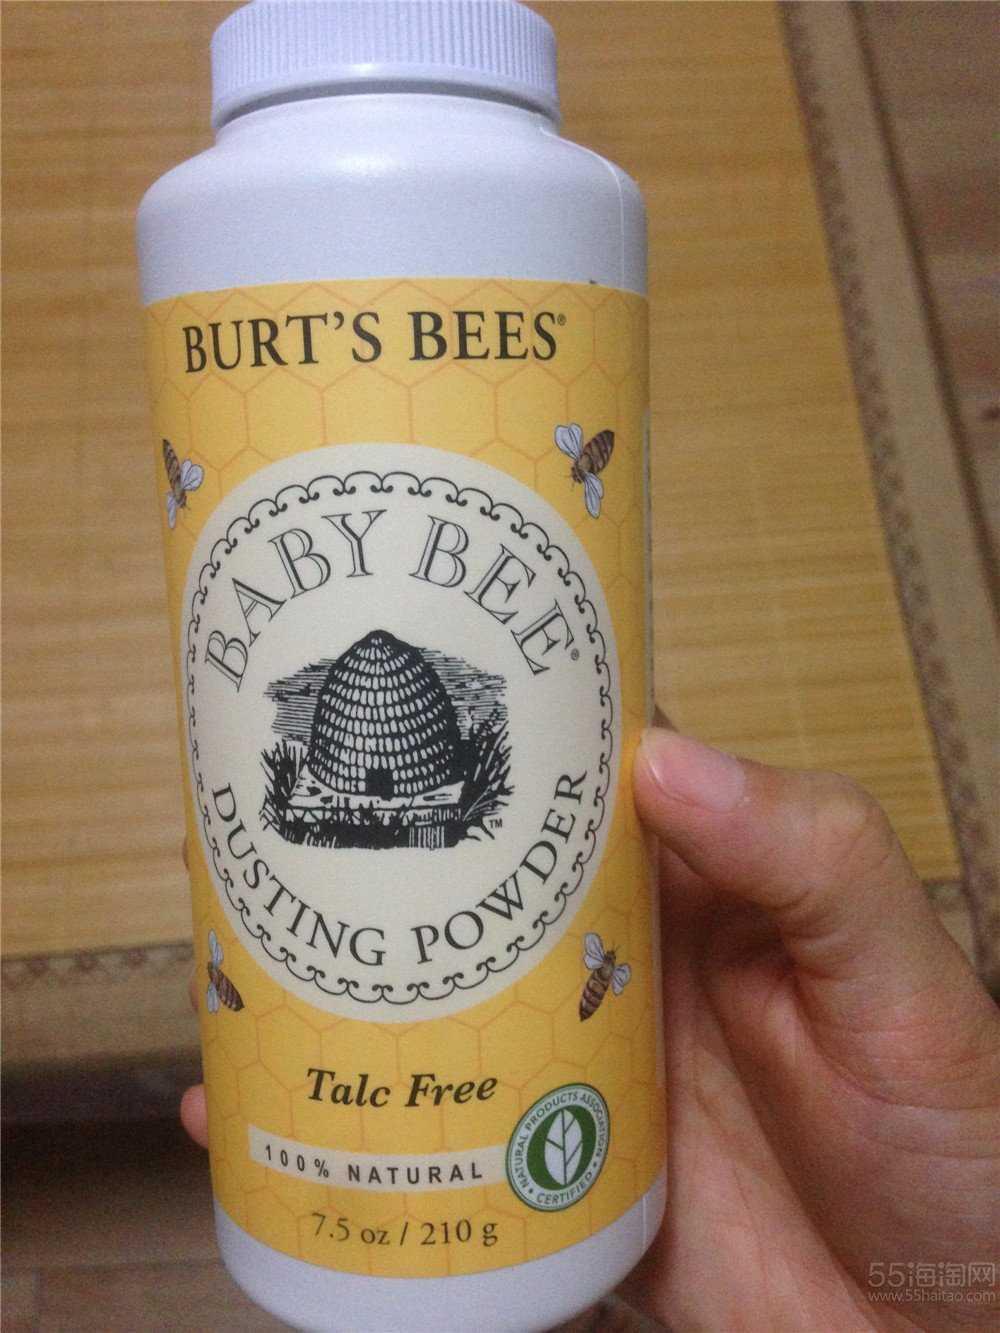 BURT'S BEES®
BABY BEE®
TM
DUSTING POWDER
Talc Free
100% NATURAL
NATURAL PRODUCTS ASSOCIATION
• CERTIFIED •
7.5 oz / 210 g
55海淘网
www.55haitao.com